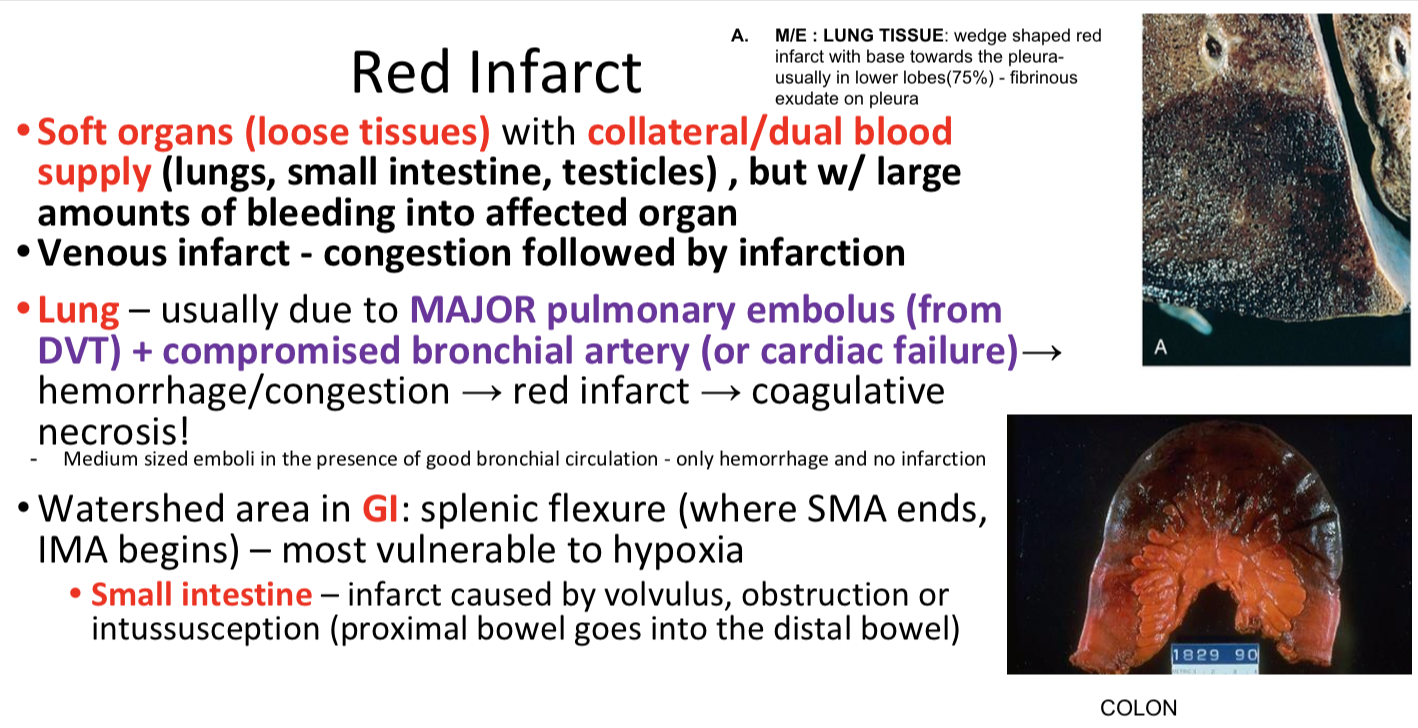 Red Infarct
A. M/E : LUNG TISSUE: wedge shaped red
infarct with base towards the pleura-
usually in lower lobes(75%) - fibrinous
exudate on pleura
• Soft organs (loose tissues) with collateral/dual blood
supply (lungs, small intestine, testicles) , but w/ large
amounts of bleeding into affected organ
• Venous infarct - congestion followed by infarction
• Lung – usually due to MAJOR pulmonary embolus (from
DVT) + compromised bronchial artery (or cardiac failure)→
hemorrhage/congestion → red infarct → coagulative
necrosis!
- Medium sized emboli in the presence of good bronchial circulation - only hemorrhage and no infarction
• Watershed area in GI: splenic flexure (where SMA ends,
IMA begins) – most vulnerable to hypoxia
• Small intestine – infarct caused by volvulus, obstruction or
intussusception (proximal bowel goes into the distal bowel)
A
1829 90
COLON